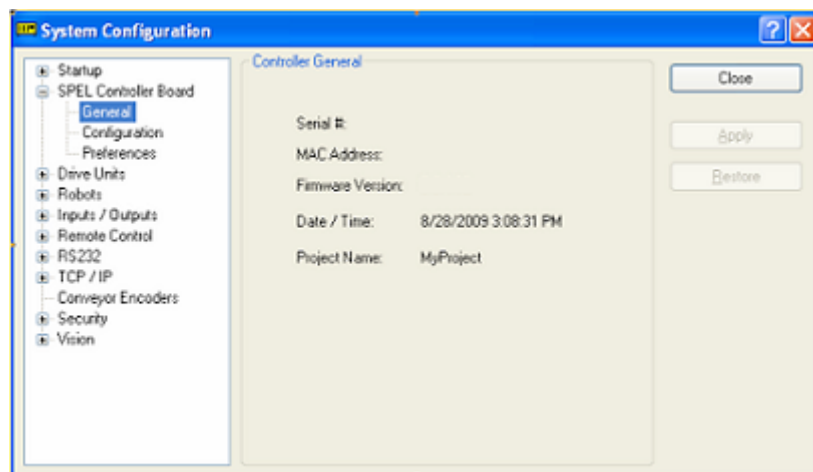 System Configuration
Startup
SPEL Controller Board
General
Configuration
Preferences
Drive Units
Robots
Inputs / Outputs
Remote Control
RS232
TCP / IP
Conveyor Encoders
Security
Vision
Controller General
Serial #:
MAC Address:
Firmware Version:
Date / Time: 8/28/2009 3:08:31 PM
Project Name: MyProject
Close
Apply
Restore